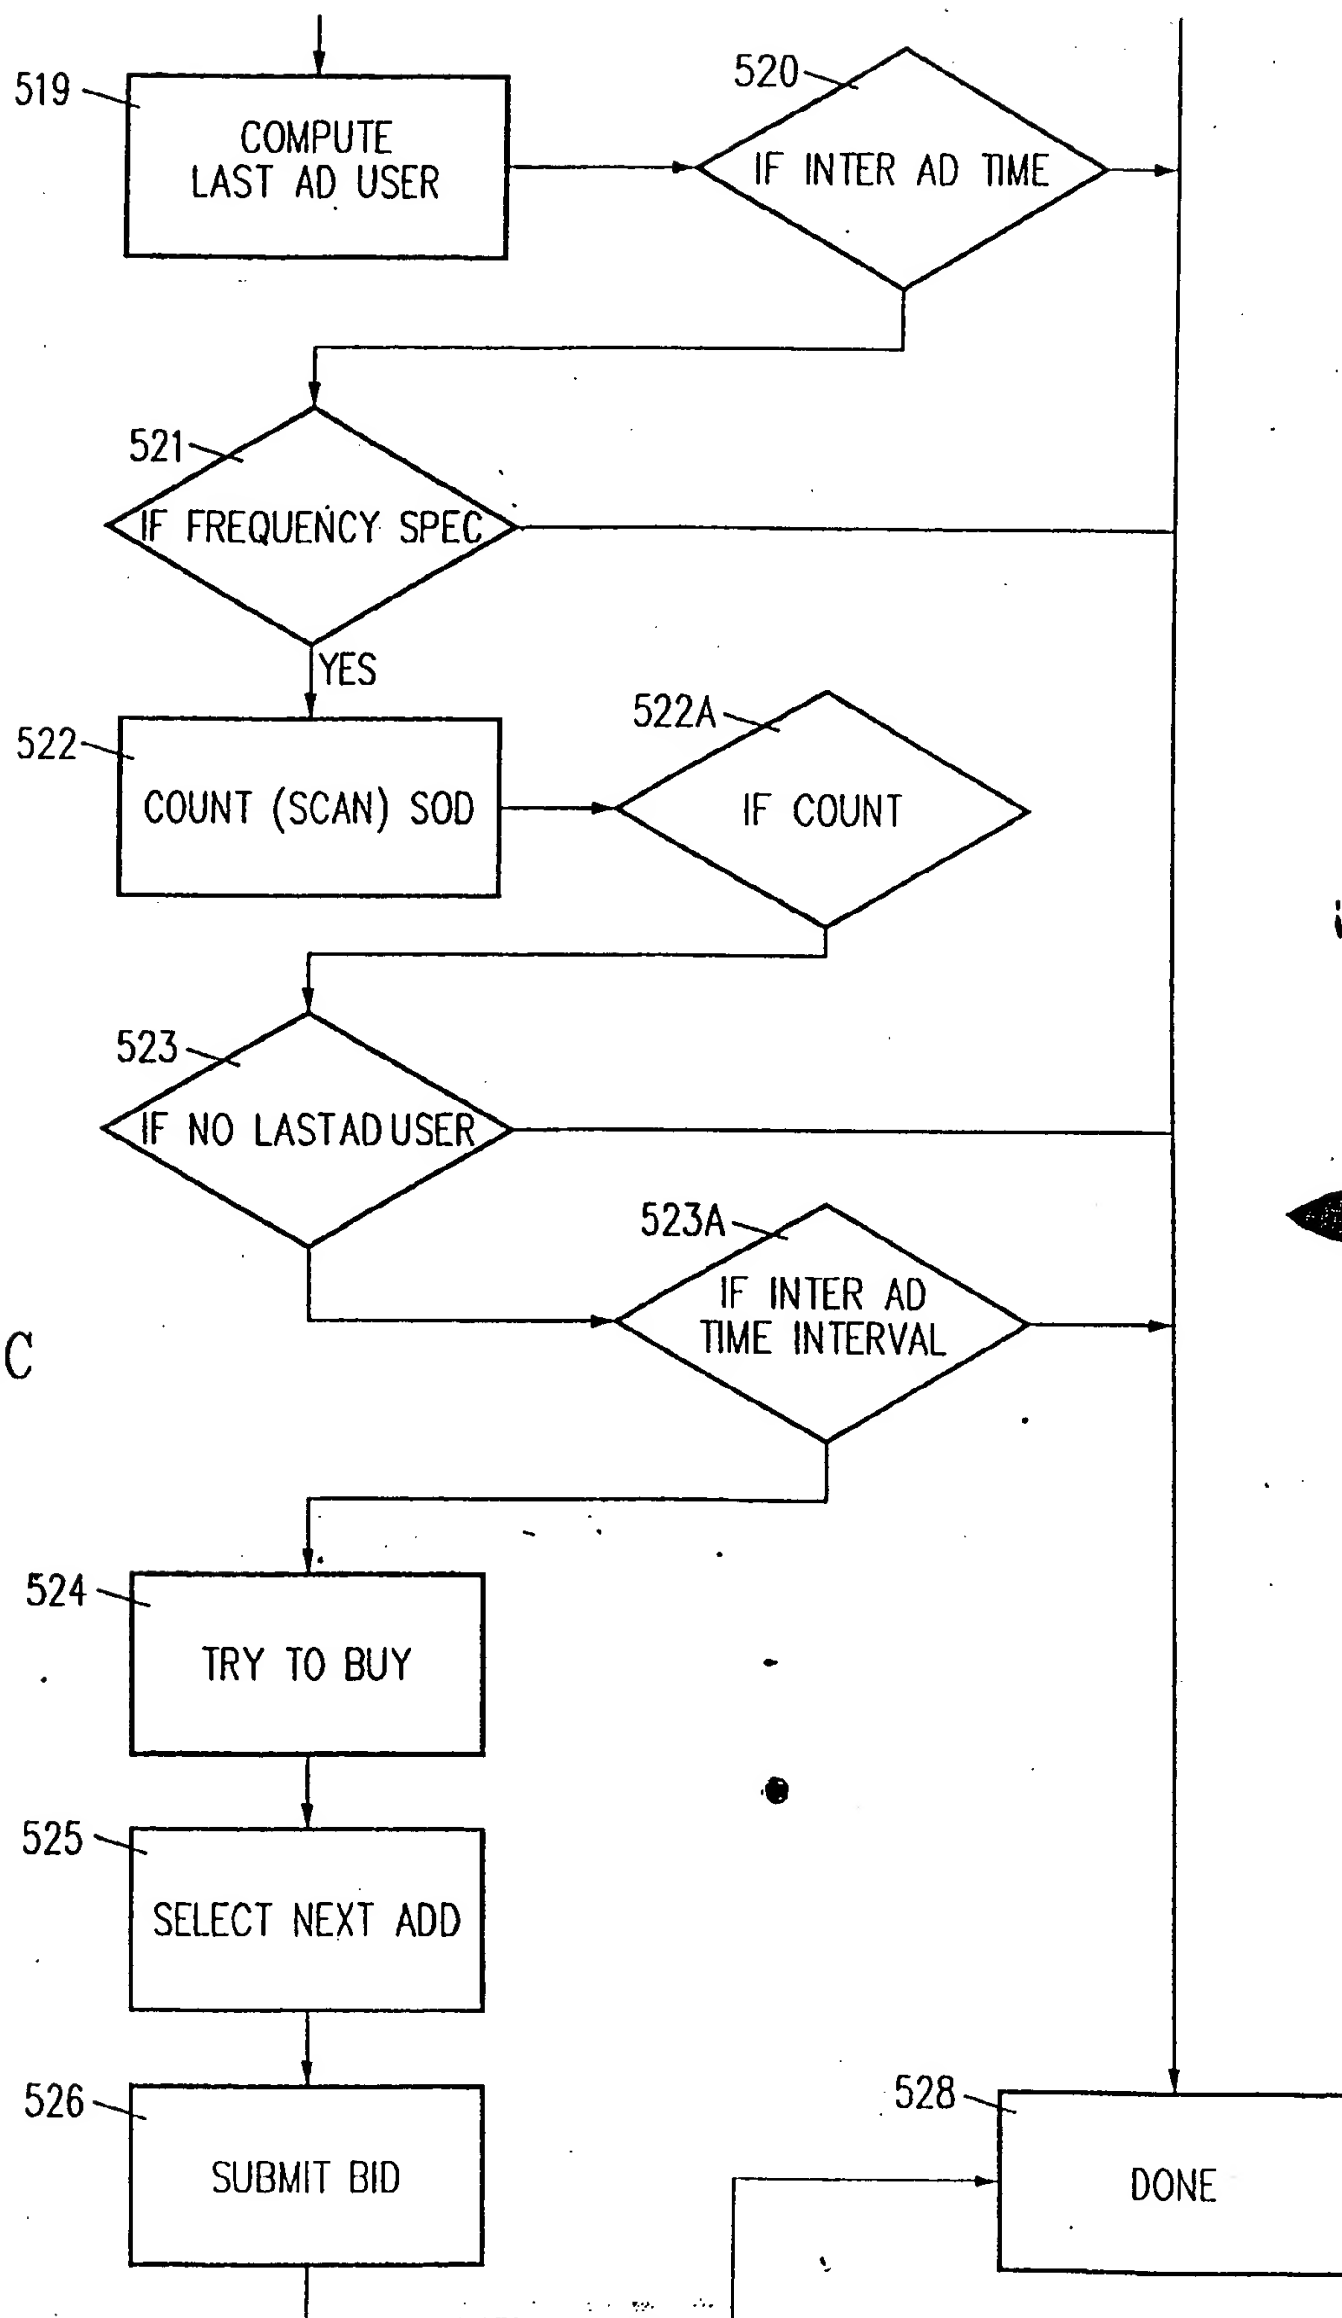 519
COMPUTE
LAST AD USER
520
IF INTER AD TIME
521
IF FREQUENCY SPEC
YES
522
COUNT (SCAN) SOD
522A
IF COUNT
523
IF NO LAST AD USER
523A
IF INTER AD
TIME INTERVAL
C
524
TRY TO BUY
525
SELECT NEXT ADD
526
SUBMIT BID
528
DONE